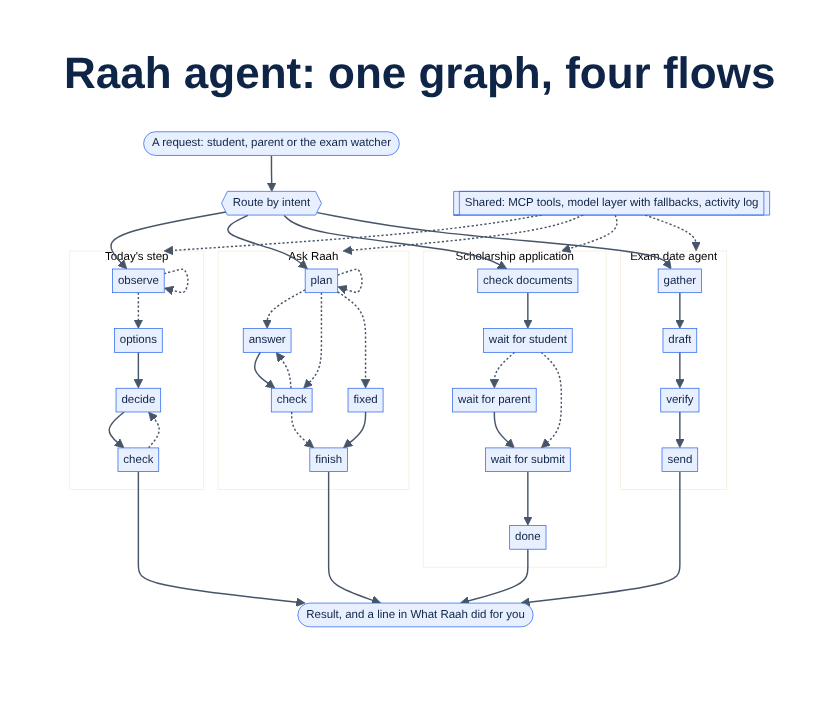 Raah agent: one graph, four flows
A request: student, parent or the exam watcher
Route by intent
Shared: MCP tools, model layer with fallbacks, activity log
Today's step
observe
options
decide
check
Ask Raah
plan
answer
check
fixed
finish
Scholarship application
check documents
wait for student
wait for parent
wait for submit
done
Exam date agent
gather
draft
verify
send
Result, and a line in What Raah did for you